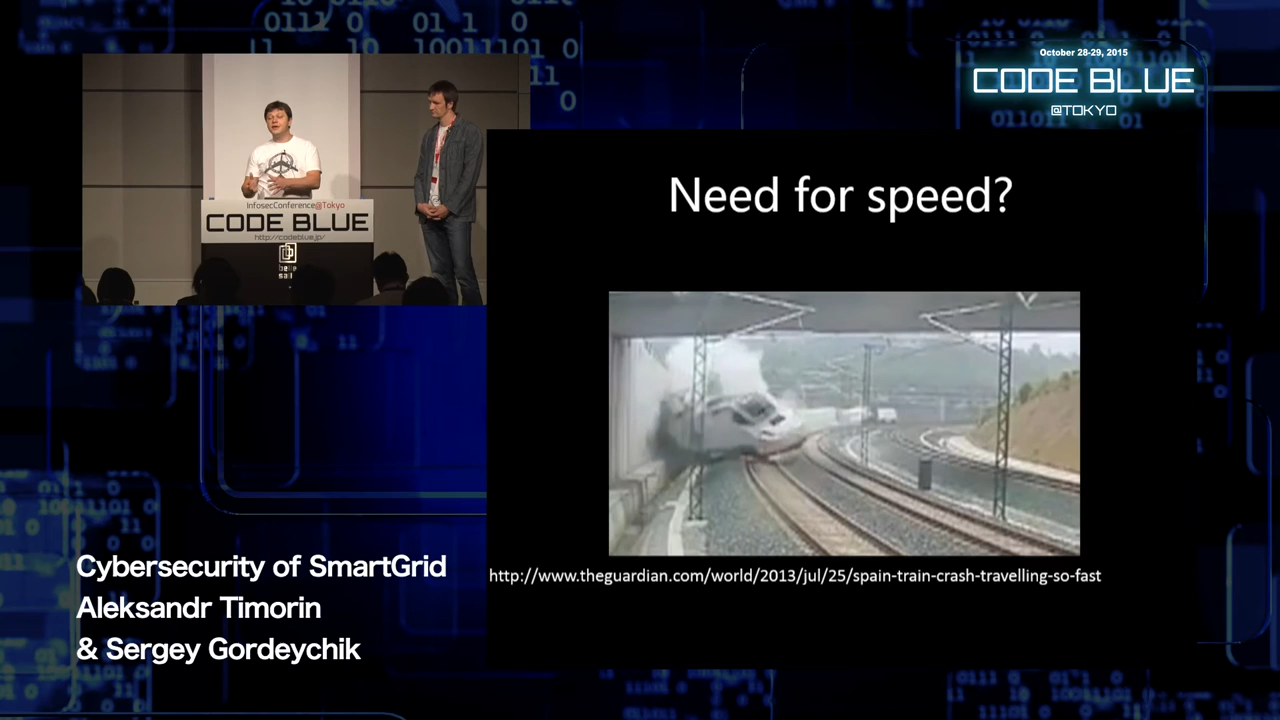 October 28-29, 2015
CODE BLUE
@TOKYO
InfosecConference@Tokyo
CODE BLUE
http://codeblue.jp/
Need for speed?
http://www.theguardian.com/world/2013/jul/25/spain-train-crash-travelling-so-fast
Cybersecurity of SmartGrid
Aleksandr Timorin
& Sergey Gordeychik